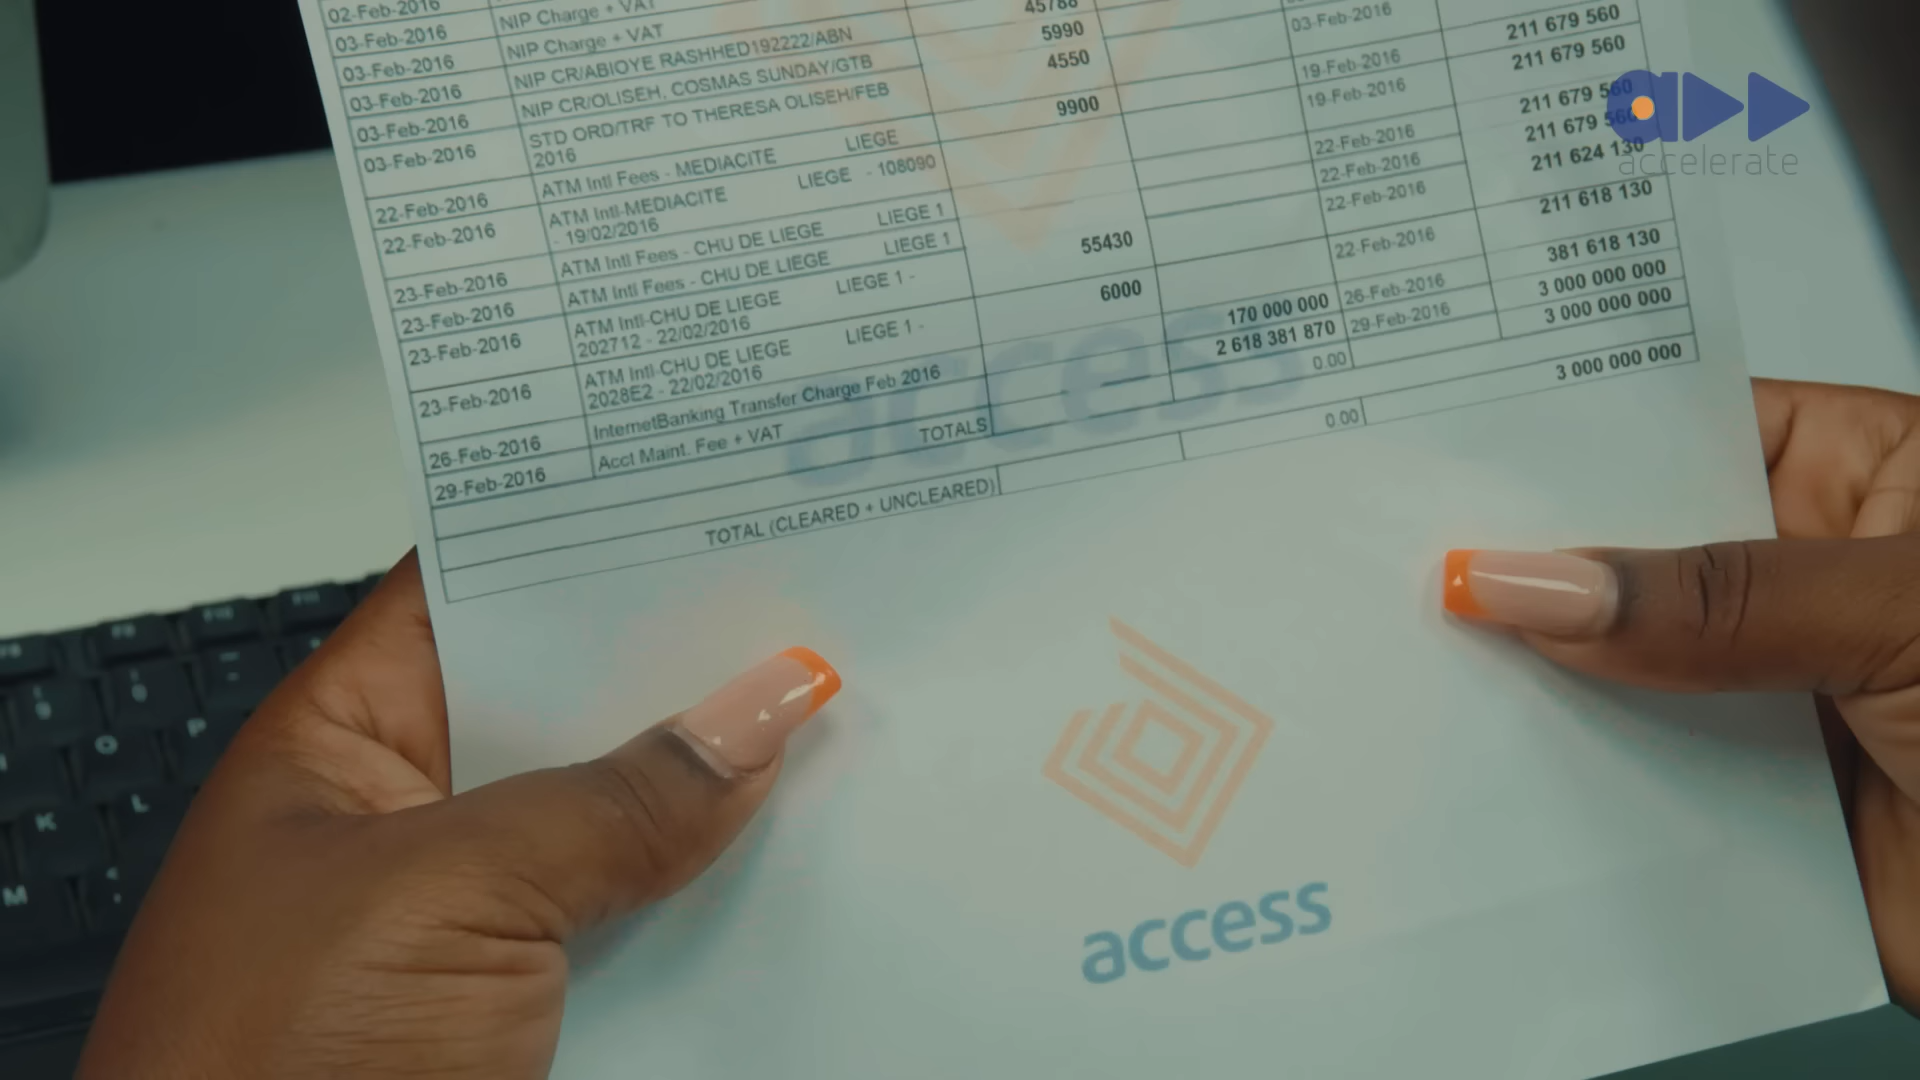 02-Feb-2016 NIP Charge + VAT 45788
03-Feb-2016 NIP Charge + VAT 5990 03-Feb-2016 211 679 560
03-Feb-2016 NIP CR/ABIOYE RASHHED192222/ABN 4550 211 679 560
03-Feb-2016 NIP CR/OLISEH, COSMAS SUNDAY/GTB 19-Feb-2016
03-Feb-2016 STD ORD/TRF TO THERESA OLISEH/FEB 9900 19-Feb-2016 211 679 560
03-Feb-2016 2016 211 679 560
22-Feb-2016 ATM Intl Fees - MEDIACITE LIEGE 22-Feb-2016 211 624 130
22-Feb-2016 ATM Intl-MEDIACITE LIEGE - 108090 22-Feb-2016
- 19/02/2016 22-Feb-2016 211 618 130
23-Feb-2016 ATM Intl Fees - CHU DE LIEGE LIEGE 1
23-Feb-2016 ATM Intl Fees - CHU DE LIEGE LIEGE 1
23-Feb-2016 ATM Intl-CHU DE LIEGE LIEGE 1 - 55430 22-Feb-2016 381 618 130
202712 - 22/02/2016
23-Feb-2016 ATM Intl-CHU DE LIEGE LIEGE 1 - 6000
2028E2 - 22/02/2016
26-Feb-2016 InternetBanking Transfer Charge Feb 2016 170 000 000 26-Feb-2016 3 000 000 000
29-Feb-2016 Acct Maint. Fee + VAT 2 618 381 870 29-Feb-2016 3 000 000 000
TOTALS 0.00
TOTAL (CLEARED + UNCLEARED) 0.00 3 000 000 000
access
access
accelerate
F8
F9
F10
F11
9
0
O
P
K
L
M